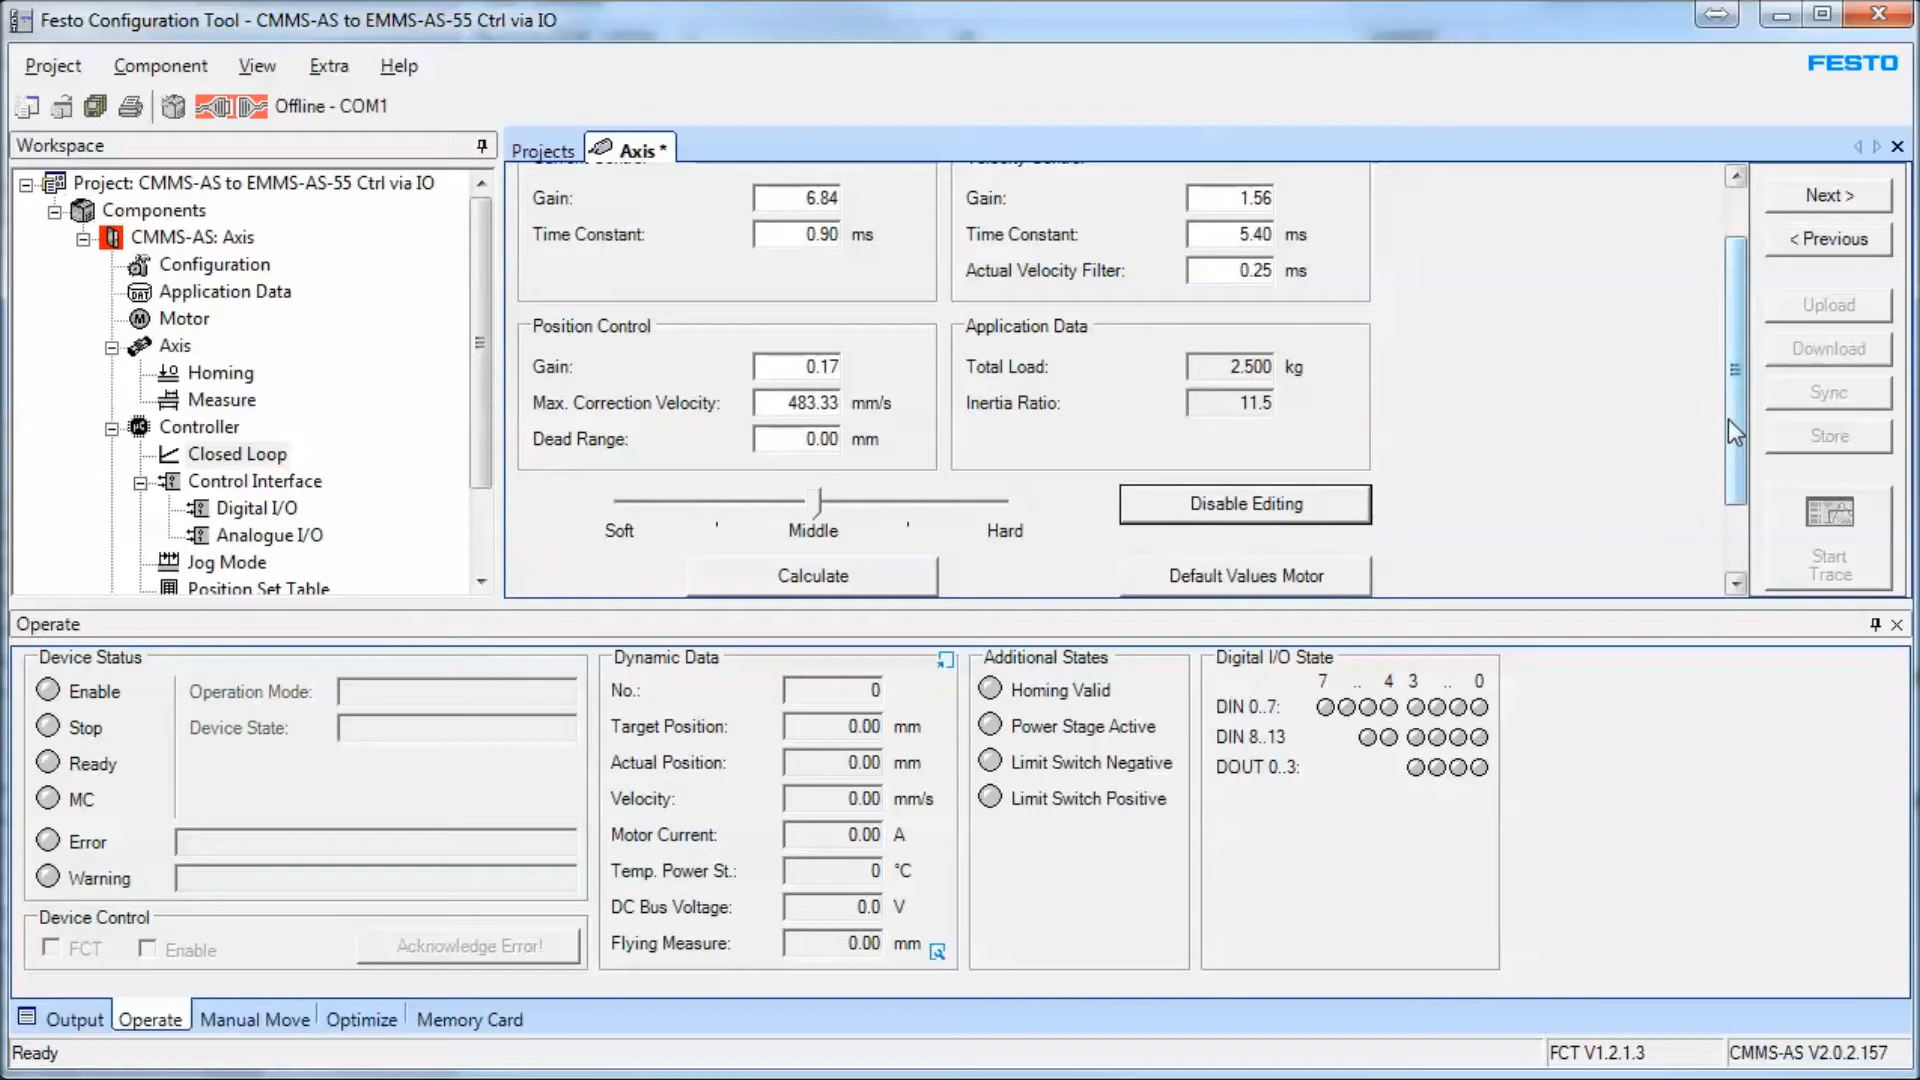 Festo Configuration Tool - CMMS-AS to EMMS-AS-55 Ctrl via IO
Project Component View Extra Help
FESTO
Offline - COM1
Workspace
Project: CMMS-AS to EMMS-AS-55 Ctrl via IO
Components
CMMS-AS: Axis
Configuration
Application Data
Motor
Axis
Homing
Measure
Controller
Closed Loop
Control Interface
Digital I/O
Analogue I/O
Jog Mode
Position Set Table
Projects Axis *
Gain: 6.84
Time Constant: 0.90 ms
Gain: 1.56
Time Constant: 5.40 ms
Actual Velocity Filter: 0.25 ms
Position Control
Gain: 0.17
Max. Correction Velocity: 483.33 mm/s
Dead Range: 0.00 mm
Application Data
Total Load: 2.500 kg
Inertia Ratio: 11.5
Soft ' Middle ' Hard
Disable Editing
Calculate
Default Values Motor
Next >
< Previous
Upload
Download
Sync
Store
Start
Trace
Operate
Device Status
Enable
Stop
Ready
MC
Error
Warning
Operation Mode:
Device State:
Device Control
FCT Enable Acknowledge Error!
Dynamic Data
No.: 0
Target Position: 0.00 mm
Actual Position: 0.00 mm
Velocity: 0.00 mm/s
Motor Current: 0.00 A
Temp. Power St.: 0 °C
DC Bus Voltage: 0.0 V
Flying Measure: 0.00 mm
Additional States
Homing Valid
Power Stage Active
Limit Switch Negative
Limit Switch Positive
Digital I/O State
7 .. 4 3 .. 0
DIN 0..7:
DIN 8..13
DOUT 0..3:
Output Operate Manual Move Optimize Memory Card
Ready
FCT V1.2.1.3
CMMS-AS V2.0.2.157